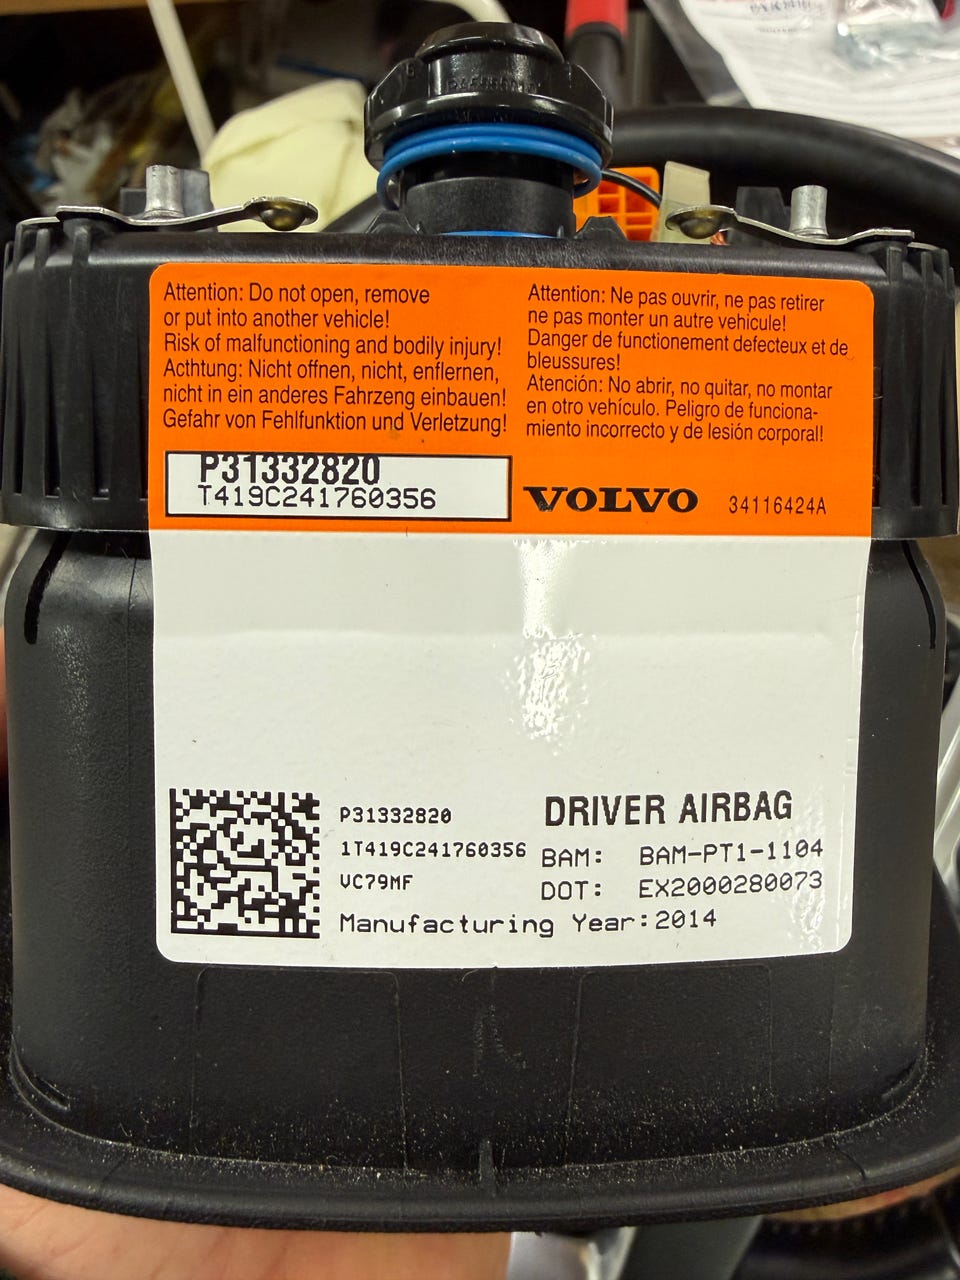 Attention: Do not open, remove
or put into another vehicle!
Risk of malfunctioning and bodily injury!
Achthung: Nicht offnen, nicht, enflernen,
nicht in ein anderes Fahrzeng einbauen!
Gefahr von Fehlfunktion und Verletzung!
Attention: Ne pas ouvrir, ne pas retirer
ne pas monter un autre vehicule!
Danger de functionement defecteux et de
bleussures!
Atención: No abrir, no quitar, no montar
en otro vehículo. Peligro de funciona-
miento incorrecto y de lesión corporal!
P31332820
T419C241760356
VOLVO
34116424A
P31332820
1T419C241760356
VC79MF
DRIVER AIRBAG
BAM: BAM-PT1-1104
DOT: EX2000280073
Manufacturing Year:2014